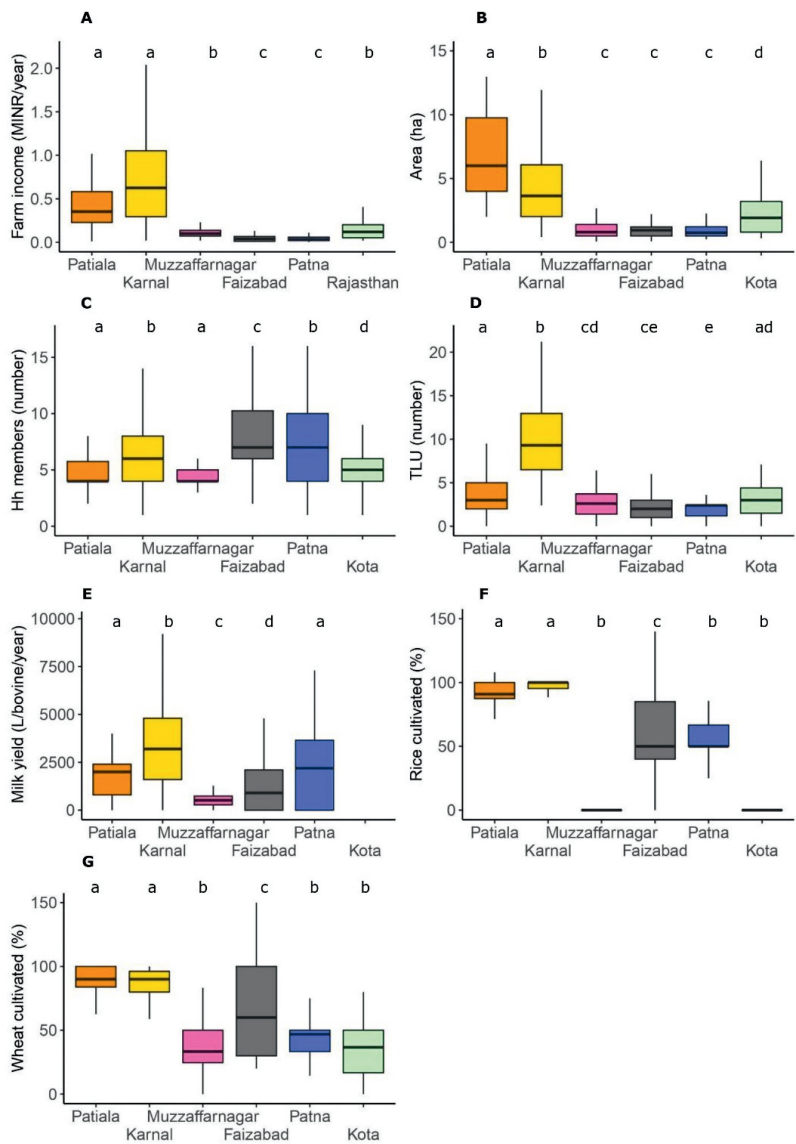 A
Farm income (MINR/year)
2.0
1.5
1.0
0.5
0.0
a a b c c b
Patiala Muzzaffarnagar Patna
Karnal Faizabad Rajasthan
B
Area (ha)
15
10
5
0
a b c c c d
Patiala Muzzaffarnagar Patna
Karnal Faizabad Kota
C
Hh members (number)
15
10
5
0
a b a c b d
Patiala Muzzaffarnagar Patna
Karnal Faizabad Kota
D
TLU (number)
20
15
10
5
0
a b cd ce e ad
Patiala Muzzaffarnagar Patna
Karnal Faizabad Kota
E
Milk yield (L/bovine/year)
10000
7500
5000
2500
0
a b c d a
Patiala Muzzaffarnagar Patna
Karnal Faizabad Kota
F
Rice cultivated (%)
150
100
50
0
a a b c b b
Patiala Muzzaffarnagar Patna
Karnal Faizabad Kota
G
Wheat cultivated (%)
150
100
50
0
a a b c b b
Patiala Muzzaffarnagar Patna
Karnal Faizabad Kota